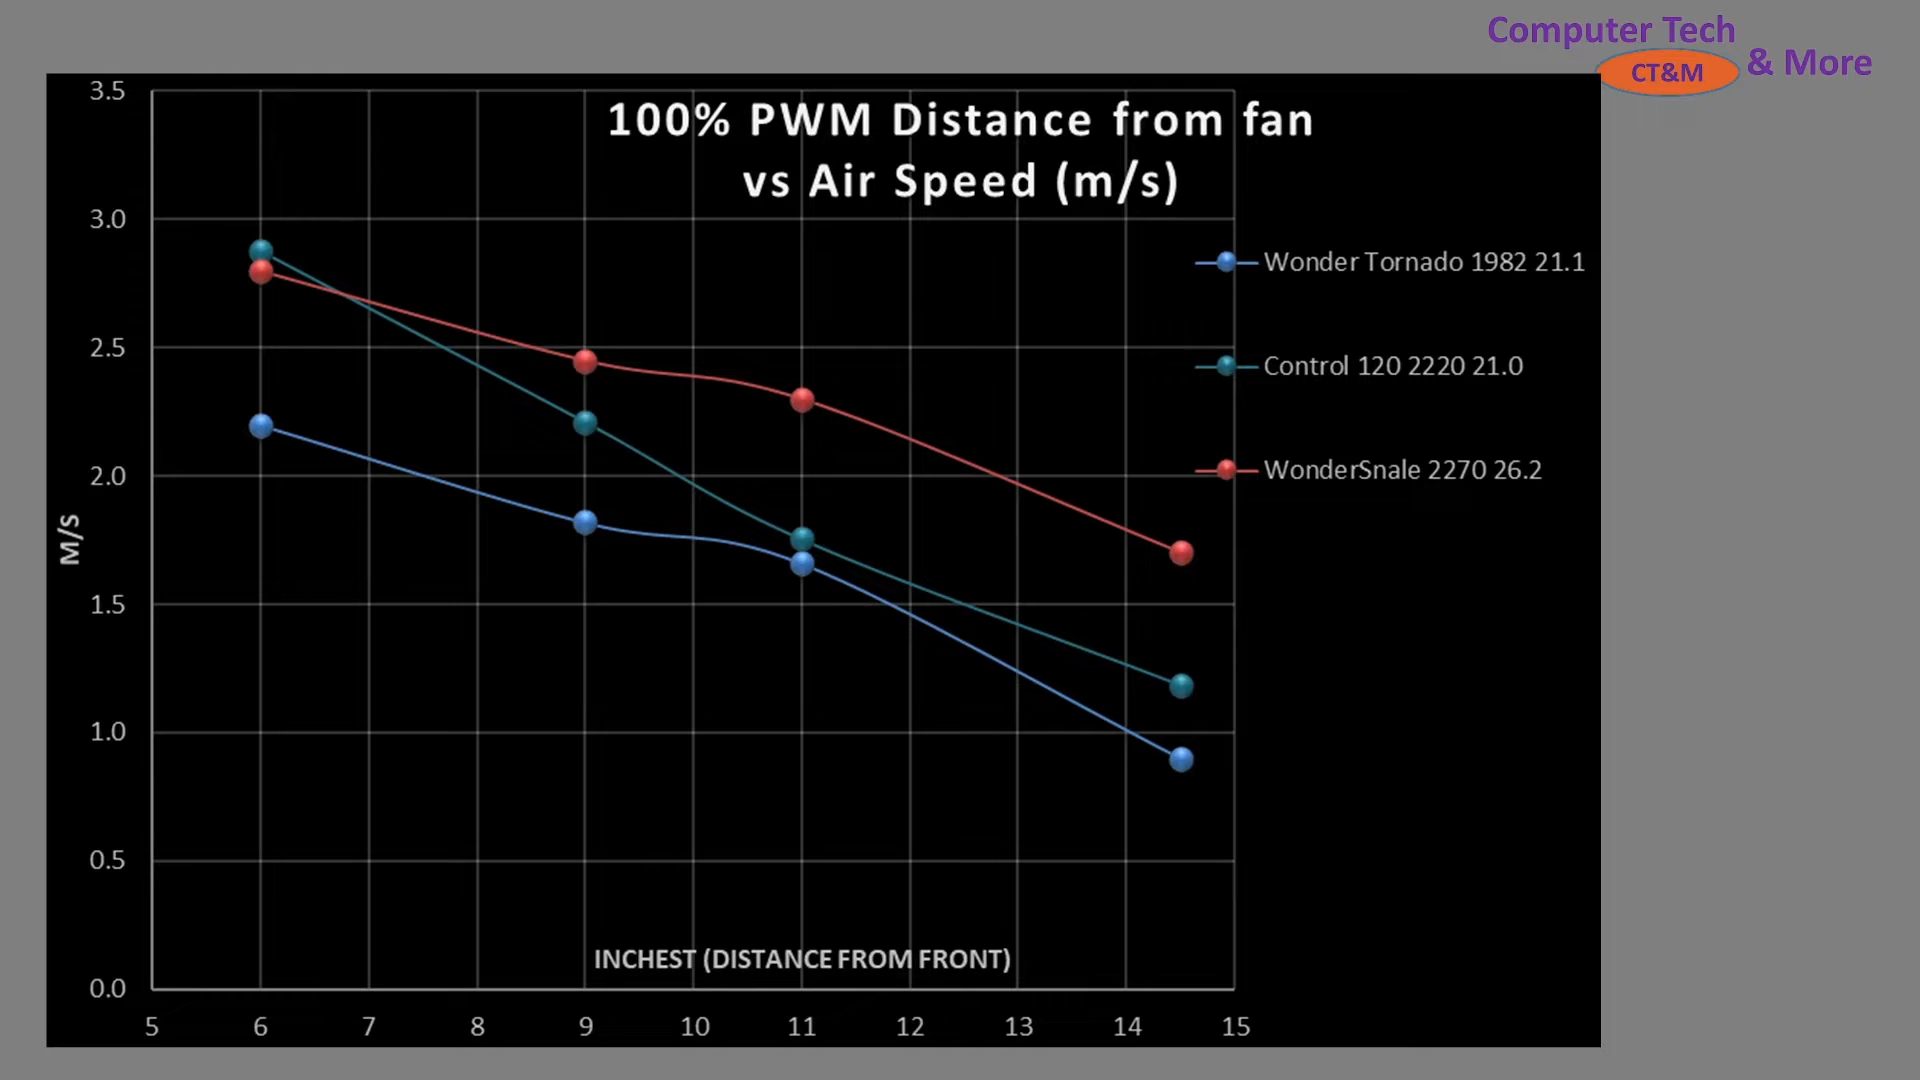 Computer Tech
CT&M & More
100% PWM Distance from fan
vs Air Speed (m/s)
3.5
3.0
2.5
2.0
1.5
1.0
0.5
0.0
M/S
Wonder Tornado 1982 21.1
Control 120 2220 21.0
WonderSnale 2270 26.2
INCHEST (DISTANCE FROM FRONT)
5 6 7 8 9 10 11 12 13 14 15